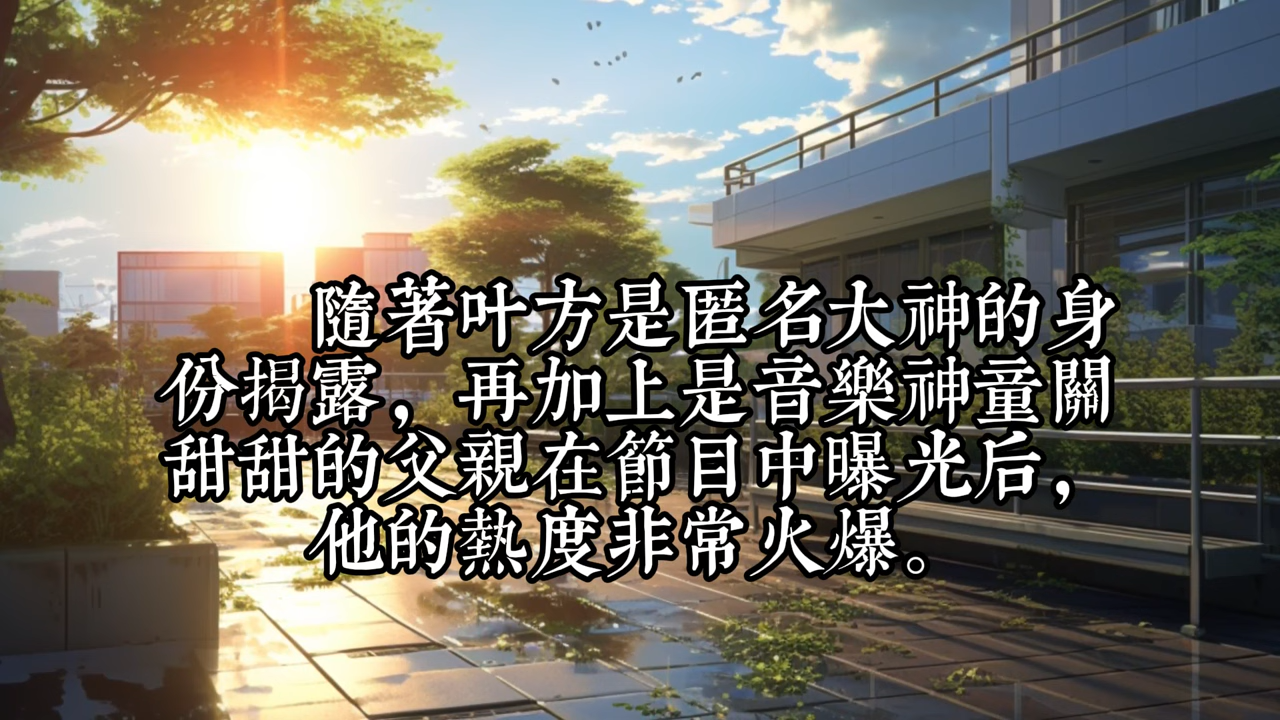 隨著叶方是匿名大神的身
份揭露，再加上是音樂神童關
甜甜的父親在節目中曝光后，
他的熱度非常火爆。